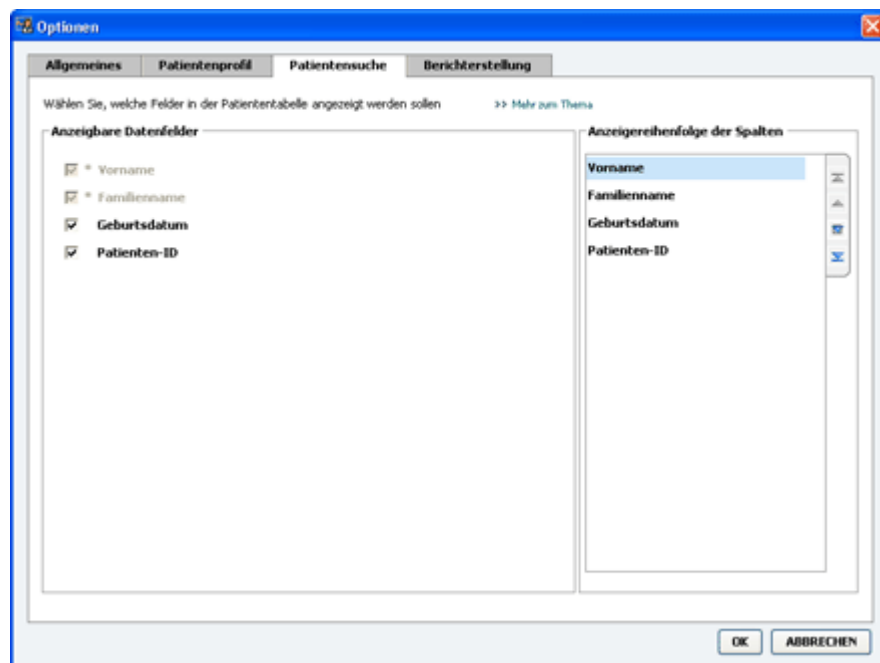 Optionen
Allgemeines Patientenprofil Patientensuche Berichterstellung
Wählen Sie, welche Felder in der Patiententabelle angezeigt werden sollen >> Mehr zum Thema
Anzeigbare Datenfelder
* Vorname
* Familienname
Geburtsdatum
Patienten-ID
Anzeigereihenfolge der Spalten
Vorname
Familienname
Geburtsdatum
Patienten-ID
OK ABBRECHEN